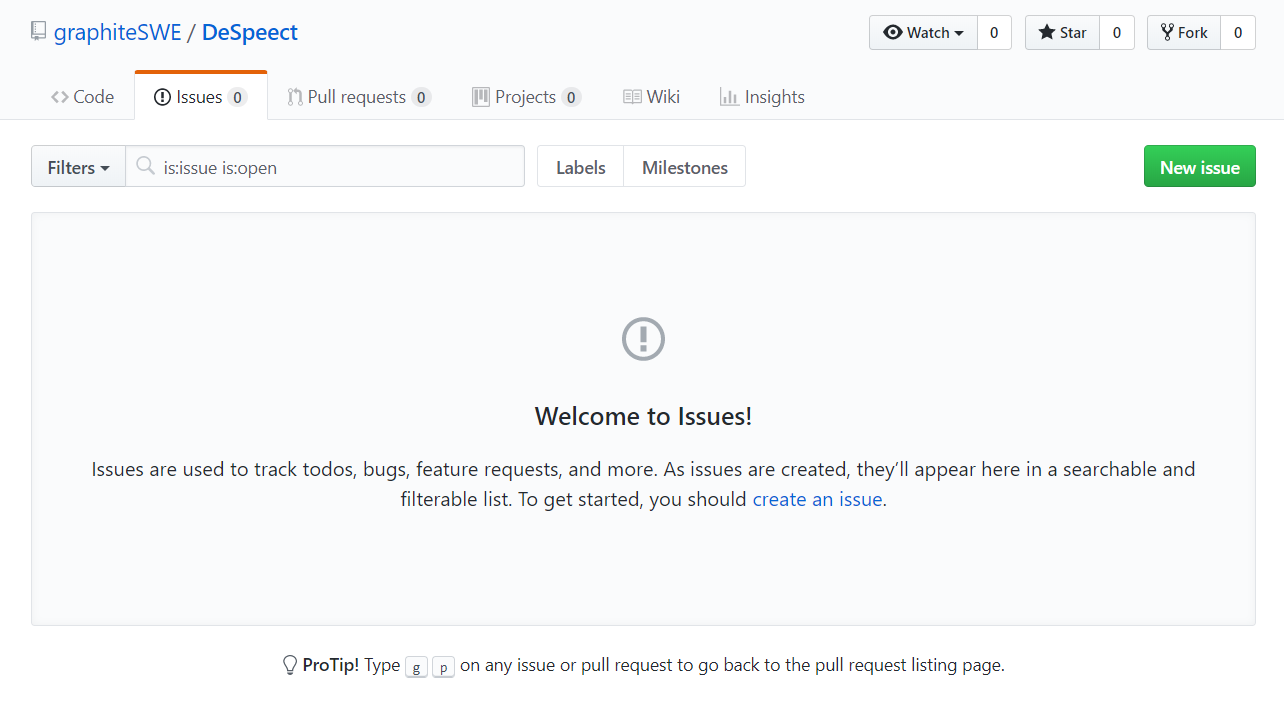 graphiteSWE / DeSpeect
Watch 0 Star 0 Fork 0
Code Issues 0 Pull requests 0 Projects 0 Wiki Insights
Filters is:issue is:open Labels Milestones New issue
Welcome to Issues!
Issues are used to track todos, bugs, feature requests, and more. As issues are created, they’ll appear here in a searchable and
filterable list. To get started, you should create an issue.
ProTip! Type g p on any issue or pull request to go back to the pull request listing page.